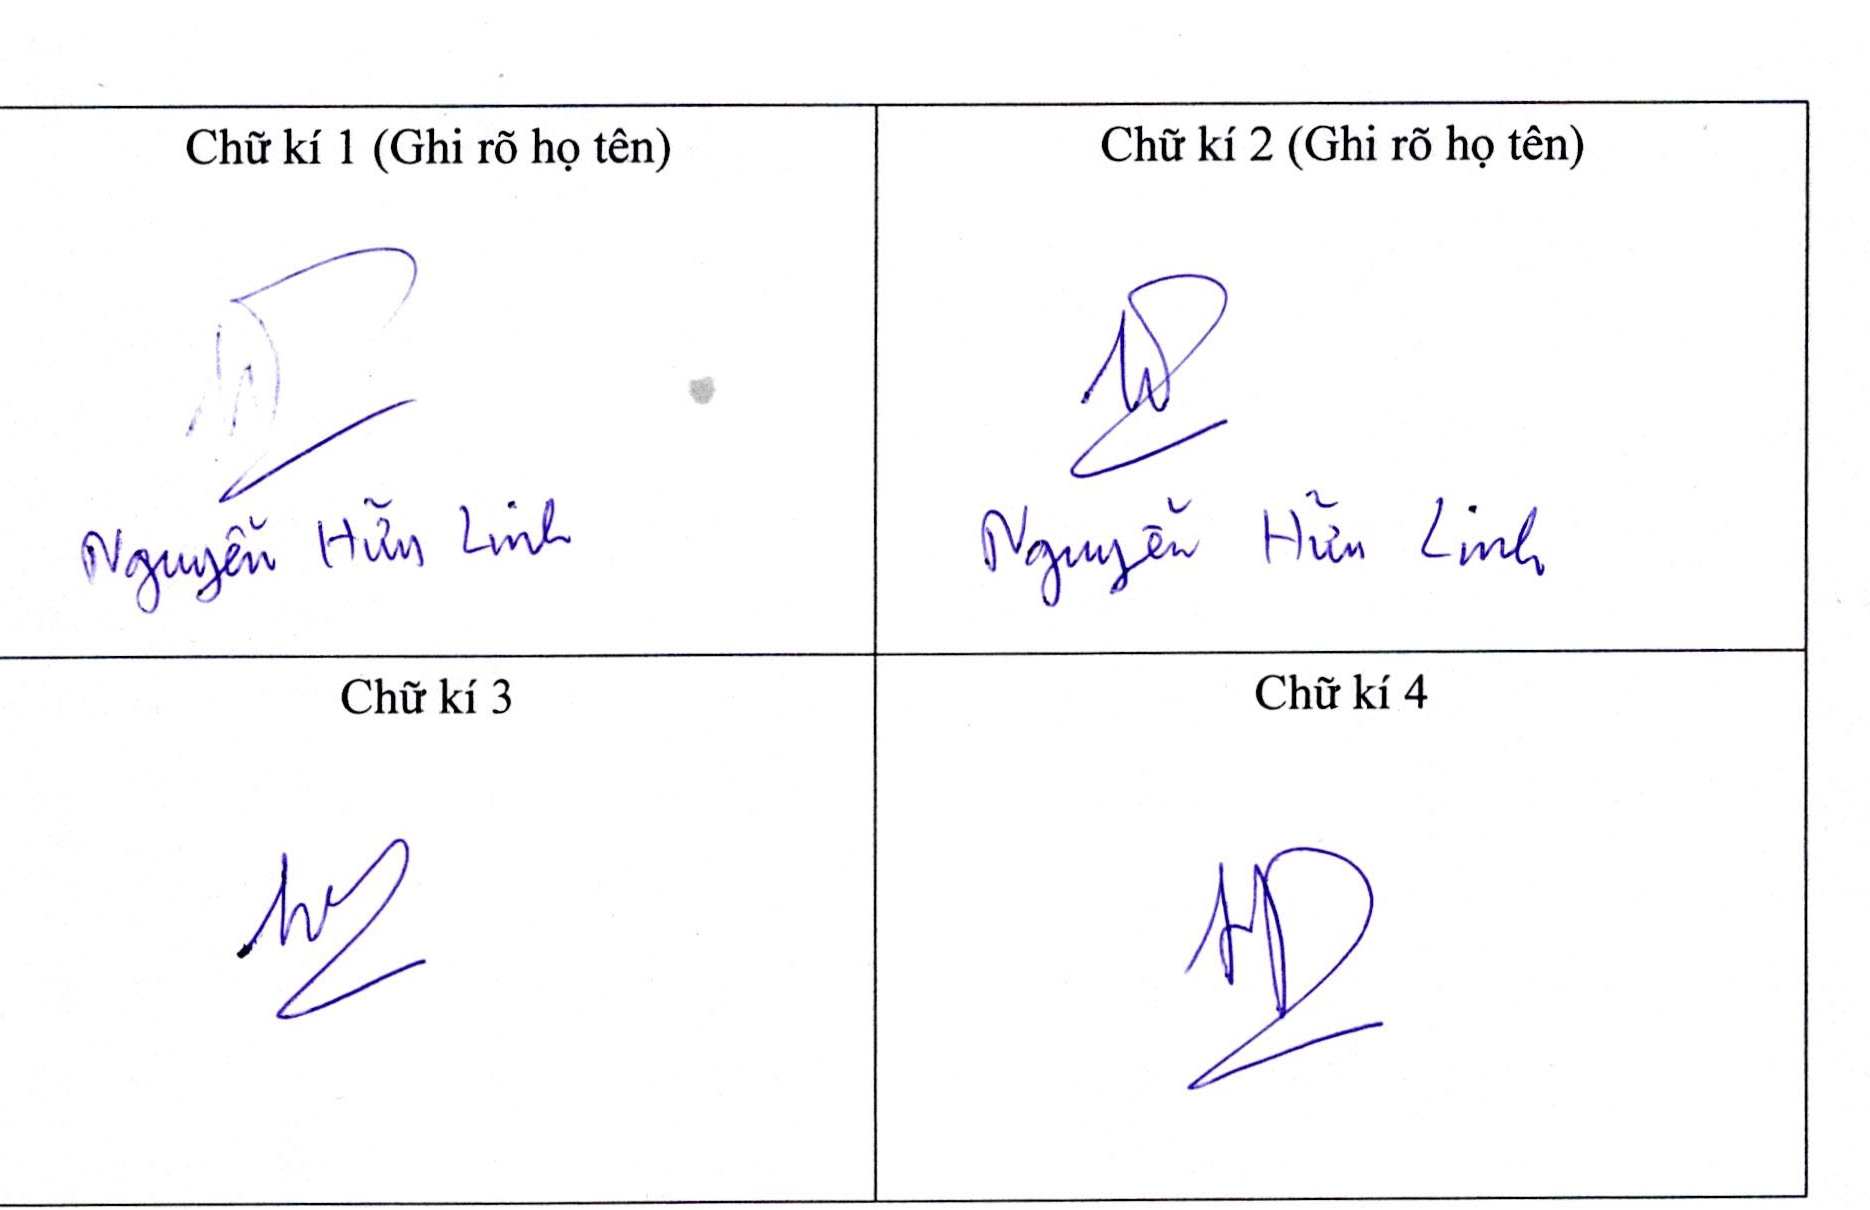 Chữ kí 1 (Ghi rõ họ tên)
Chữ kí 2 (Ghi rõ họ tên)
Nguyễn Hữu Linh
Nguyễn Hữu Linh
Chữ kí 3
Chữ kí 4